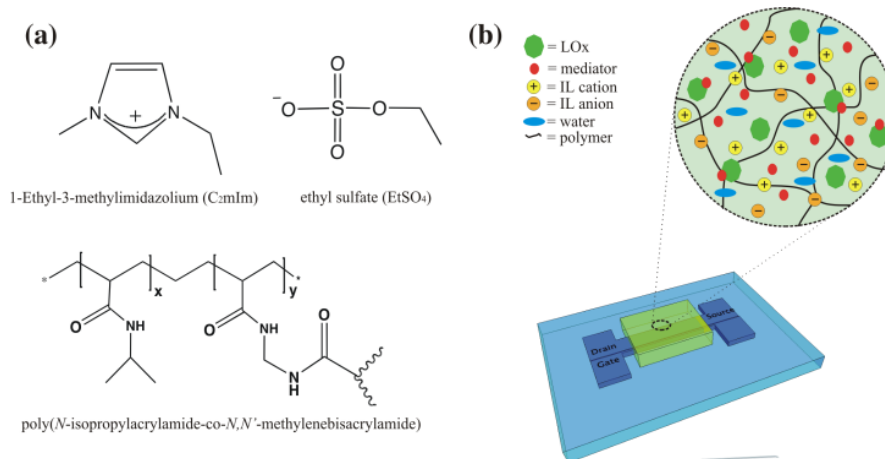 (a)
N
+
N
1-Ethyl-3-methylimidazolium (C₂mIm)
O
⁻O
S
O
O
ethyl sulfate (EtSO₄)
*
x
y
*
O
NH
O
NH
O
N
H
poly(N-isopropylacrylamide-co-N,N'-methylenebisacrylamide)
(b)
= LOx
= mediator
+ = IL cation
− = IL anion
= water
= polymer
Drain
Gate
Source